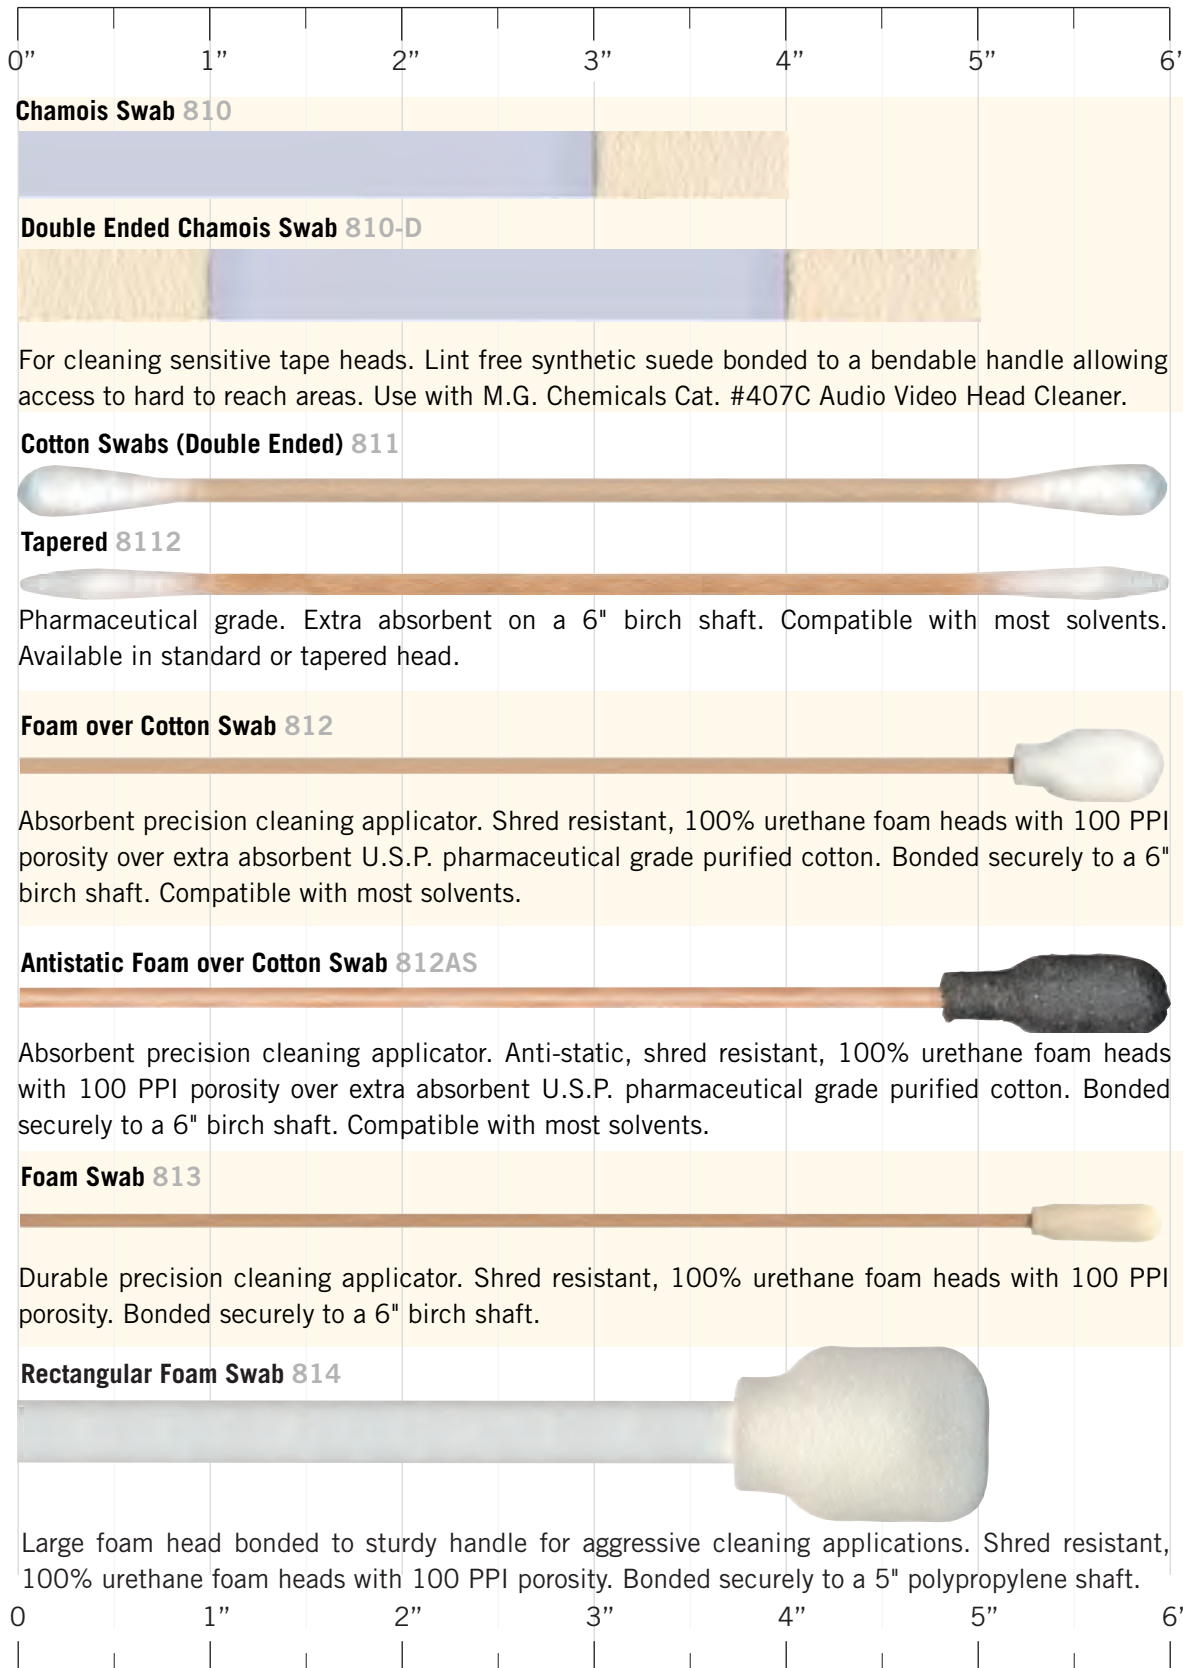 0” 1” 2” 3” 4” 5” 6'
Chamois Swab 810
Double Ended Chamois Swab 810-D
For cleaning sensitive tape heads. Lint free synthetic suede bonded to a bendable handle allowing
access to hard to reach areas. Use with M.G. Chemicals Cat. #407C Audio Video Head Cleaner.
Cotton Swabs (Double Ended) 811
Tapered 8112
Pharmaceutical grade. Extra absorbent on a 6" birch shaft. Compatible with most solvents.
Available in standard or tapered head.
Foam over Cotton Swab 812
Absorbent precision cleaning applicator. Shred resistant, 100% urethane foam heads with 100 PPI
porosity over extra absorbent U.S.P. pharmaceutical grade purified cotton. Bonded securely to a 6"
birch shaft. Compatible with most solvents.
Antistatic Foam over Cotton Swab 812AS
Absorbent precision cleaning applicator. Anti-static, shred resistant, 100% urethane foam heads
with 100 PPI porosity over extra absorbent U.S.P. pharmaceutical grade purified cotton. Bonded
securely to a 6" birch shaft. Compatible with most solvents.
Foam Swab 813
Durable precision cleaning applicator. Shred resistant, 100% urethane foam heads with 100 PPI
porosity. Bonded securely to a 6" birch shaft.
Rectangular Foam Swab 814
Large foam head bonded to sturdy handle for aggressive cleaning applications. Shred resistant,
100% urethane foam heads with 100 PPI porosity. Bonded securely to a 5" polypropylene shaft.
0 1” 2” 3” 4” 5” 6'